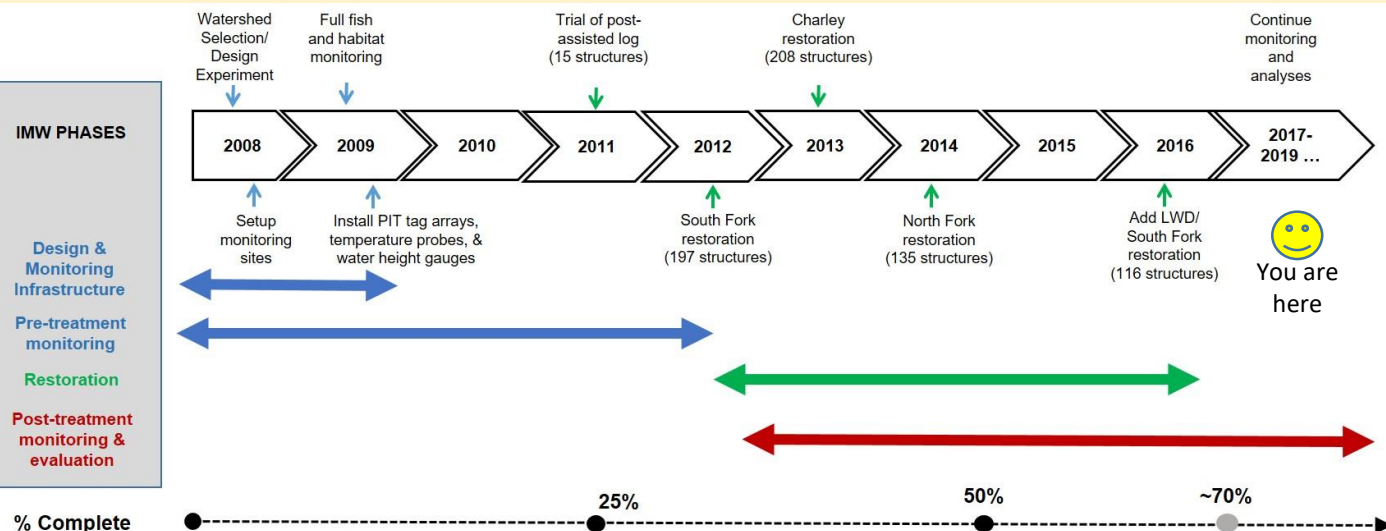 Watershed
Selection/
Design
Experiment
Full fish
and habitat
monitoring
Trial of post-
assisted log
(15 structures)
Charley
restoration
(208 structures)
Continue
monitoring
and
analyses
IMW PHASES
2008
2009
2010
2011
2012
2013
2014
2015
2016
2017-
2019 ...
Setup
monitoring
sites
Install PIT tag arrays,
temperature probes, &
water height gauges
South Fork
restoration
(197 structures)
North Fork
restoration
(135 structures)
Add LWD/
South Fork
restoration
(116 structures)
You are
here
Design &
Monitoring
Infrastructure
Pre-treatment
monitoring
Restoration
Post-treatment
monitoring &
evaluation
% Complete
25%
50%
~70%